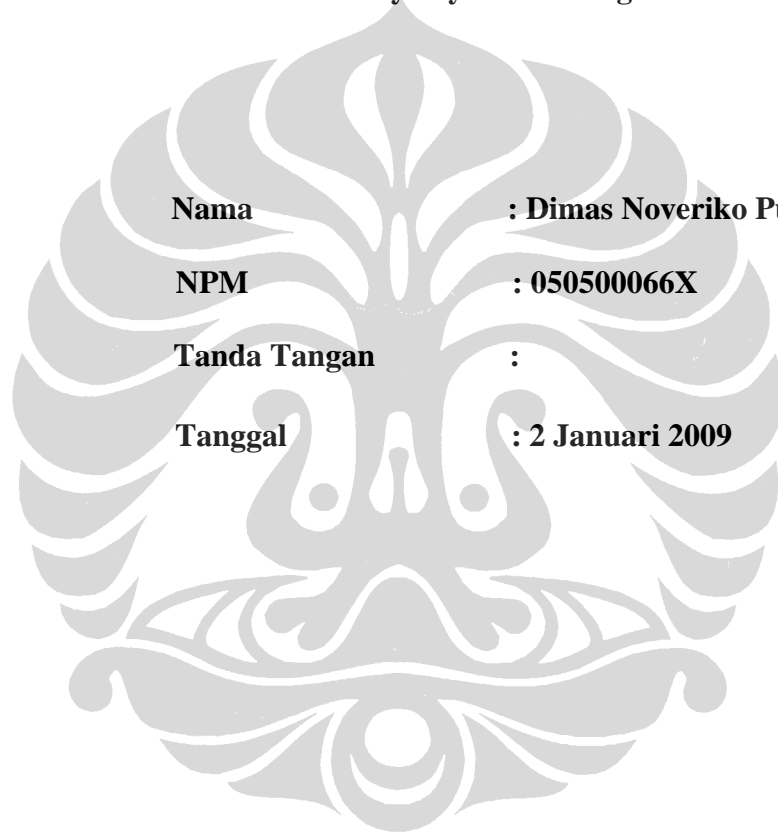 Nama : Dimas Noveriko
NPM : 050500066X
Tanda Tangan :
Tanggal : 2 Januari 2009